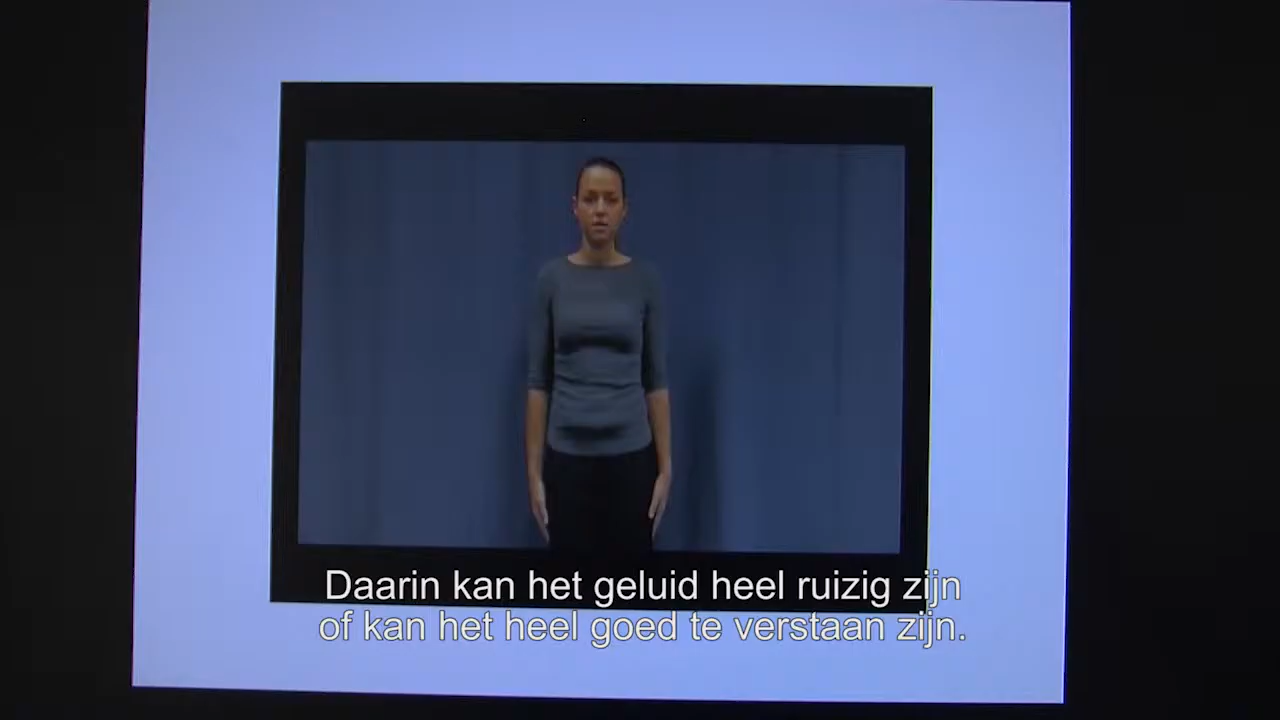 Daarin kan het geluid heel ruizig zijn
of kan het heel goed te verstaan zijn.